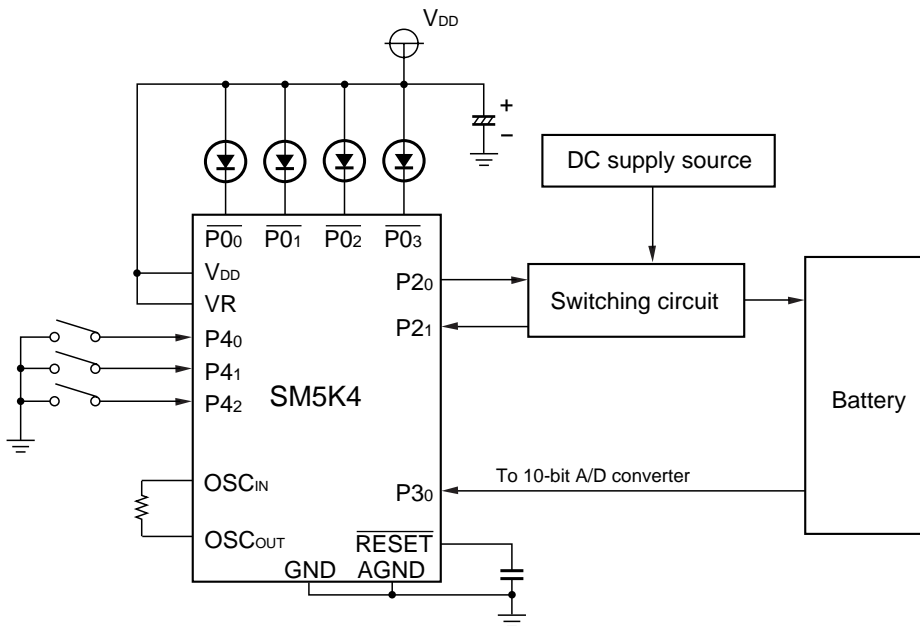 VDD
+
−
DC supply source
P00 P01 P02 P03
VDD
VR
P40
P41
P42
SM5K4
P20
P21
Switching circuit
Battery
To 10-bit A/D converter
P30
OSCIN
OSCOUT
RESET
GND AGND